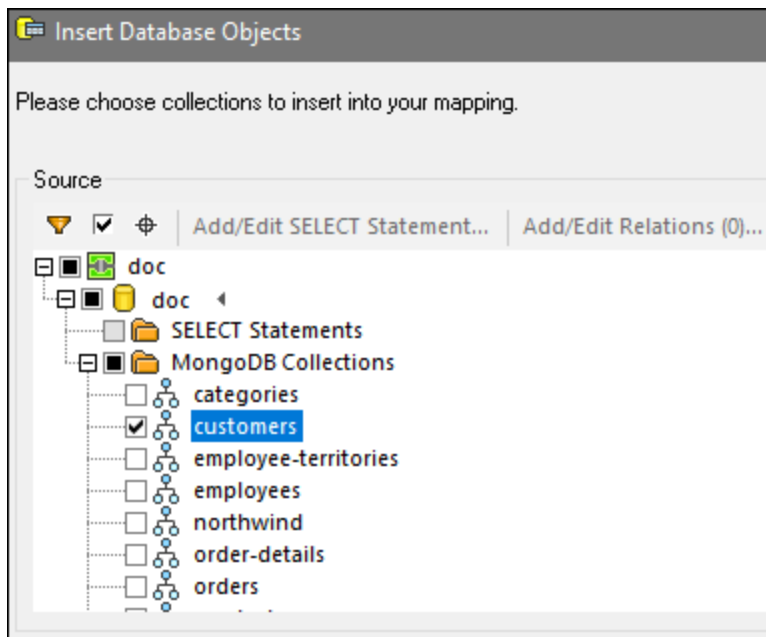 Insert Database Objects
Please choose collections to insert into your mapping.
Source
Add/Edit SELECT Statement... Add/Edit Relations (0)...
doc
doc
SELECT Statements
MongoDB Collections
categories
customers
employee-territories
employees
northwind
order-details
orders